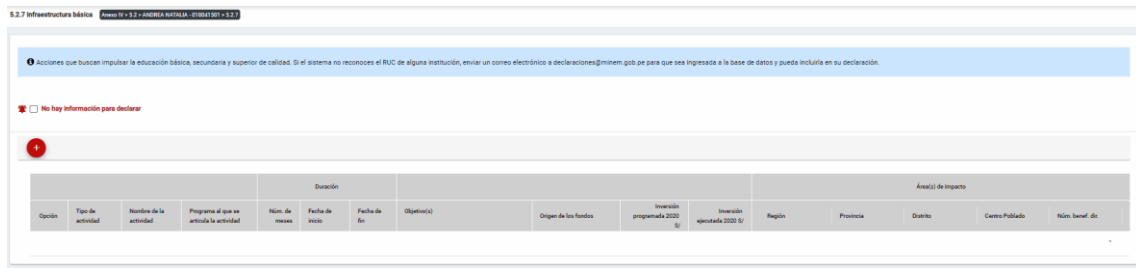 5.2.7 Infraestructura básica Anexo IV > 5.2 > ANDREA NATALIA - 010041501 > 5.2.7
Acciones que buscan impulsar la educación básica, secundaria y superior de calidad. Si el sistema no reconoces el RUC de alguna institución, enviar un correo electrónico a declaraciones@minem.gob.pe para que sea ingresada a la base de datos y pueda incluirla en su declaración.
No hay información para declarar
+
Duración Área(s) de impacto
Opción Tipo de actividad Nombre de la actividad Programa al que se articula la actividad Núm. de meses Fecha de inicio Fecha de fin Objetivo(s) Origen de los fondos Inversión programada 2020 S/ Inversión ejecutada 2020 S/ Región Provincia Distrito Centro Poblado Núm. benef. dir.